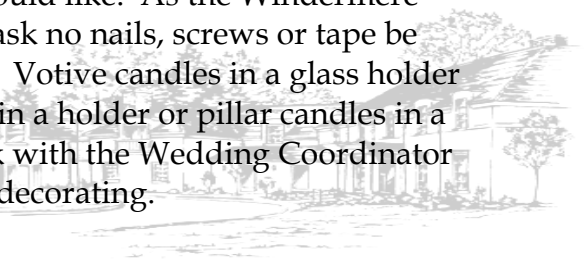 ould like. As the Windermere
ask no nails, screws or tape be
Votive candles in a glass holder
in a holder or pillar candles in a
with the Wedding Coordinator
decorating.